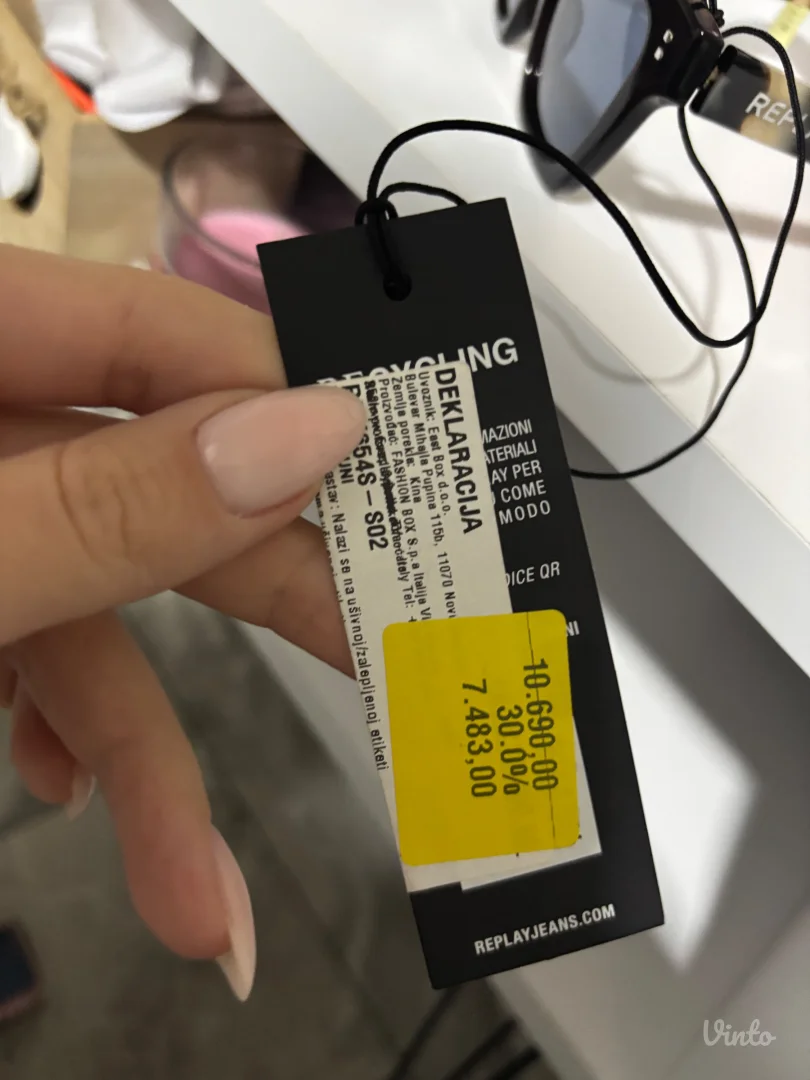 REPL
RECYCLING
MAZIONI
ATERIALI
AY PER
O COME
MODO
DICE QR
NI
DEKLARACIJA
Uvoznik: East Box d.o.o.
Bulevar Mihajla Pupina 115b, 11070 Novi
Zemlja porekla: Kina
Proizvođač: FASHION BOX S.p.a Italija
54S-S02
Nalazi se na ušivnoj/zalepljenoj etiketi
10.690,00
30.0%
7.483,00
REPLAYJEANS.COM
Vinto